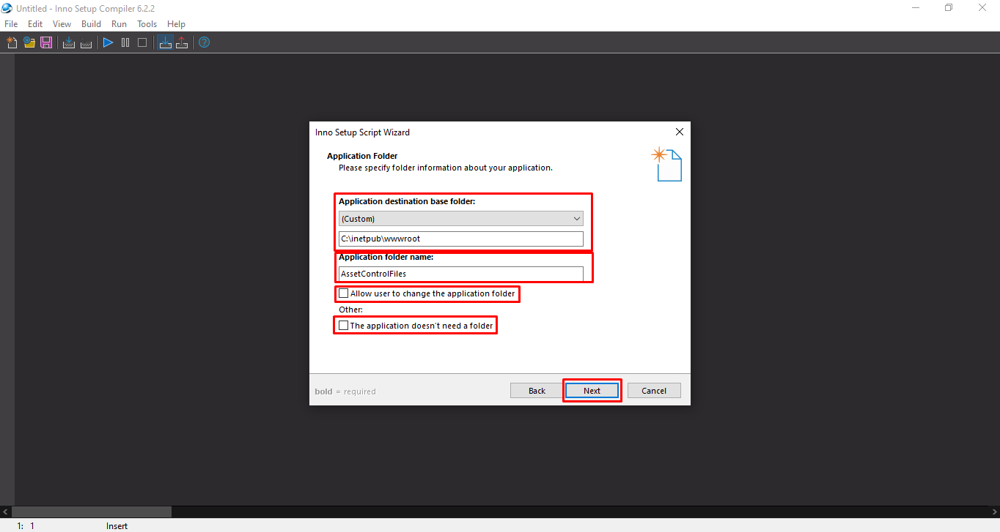 Untitled - Inno Setup Compiler 6.2.2
File Edit View Build Run Tools Help
Inno Setup Script Wizard
Application Folder
Please specify folder information about your application.
Application destination base folder:
(Custom)
C:\inetpub\wwwroot
Application folder name:
AssetControlFiles
Allow user to change the application folder
Other:
The application doesn't need a folder
bold = required
Back Next Cancel
1: 1 Insert